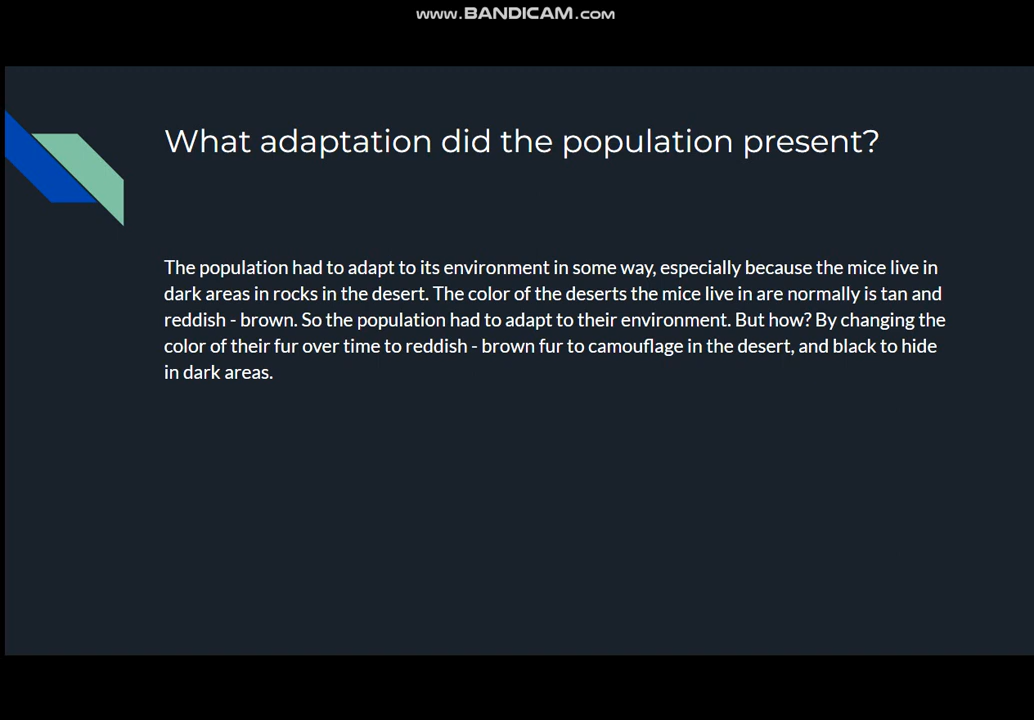 www.BANDICAM.com
What adaptation did the population present?
The population had to adapt to its environment in some way, especially because the mice live in
dark areas in rocks in the desert. The color of the deserts the mice live in are normally is tan and
reddish - brown. So the population had to adapt to their environment. But how? By changing the
color of their fur over time to reddish - brown fur to camouflage in the desert, and black to hide
in dark areas.